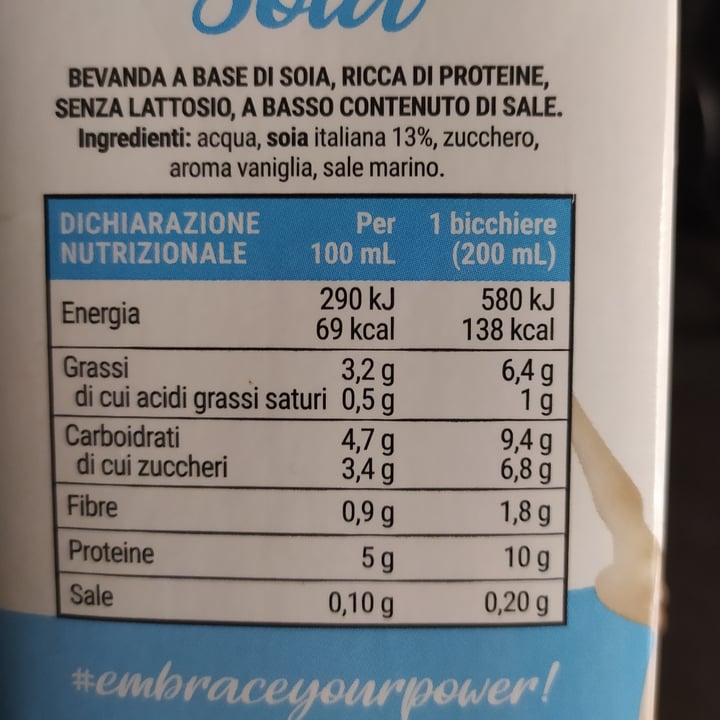 Soia
BEVANDA A BASE DI SOIA, RICCA DI PROTEINE,
SENZA LATTOSIO, A BASSO CONTENUTO DI SALE.
Ingredienti: acqua, soia italiana 13%, zucchero,
aroma vaniglia, sale marino.
DICHIARAZIONE NUTRIZIONALE Per 100 mL 1 bicchiere (200 mL)
Energia 290 kJ 580 kJ
69 kcal 138 kcal
Grassi 3,2 g 6,4 g
di cui acidi grassi saturi 0,5 g 1 g
Carboidrati 4,7 g 9,4 g
di cui zuccheri 3,4 g 6,8 g
Fibre 0,9 g 1,8 g
Proteine 5 g 10 g
Sale 0,10 g 0,20 g
#embraceyourpower!